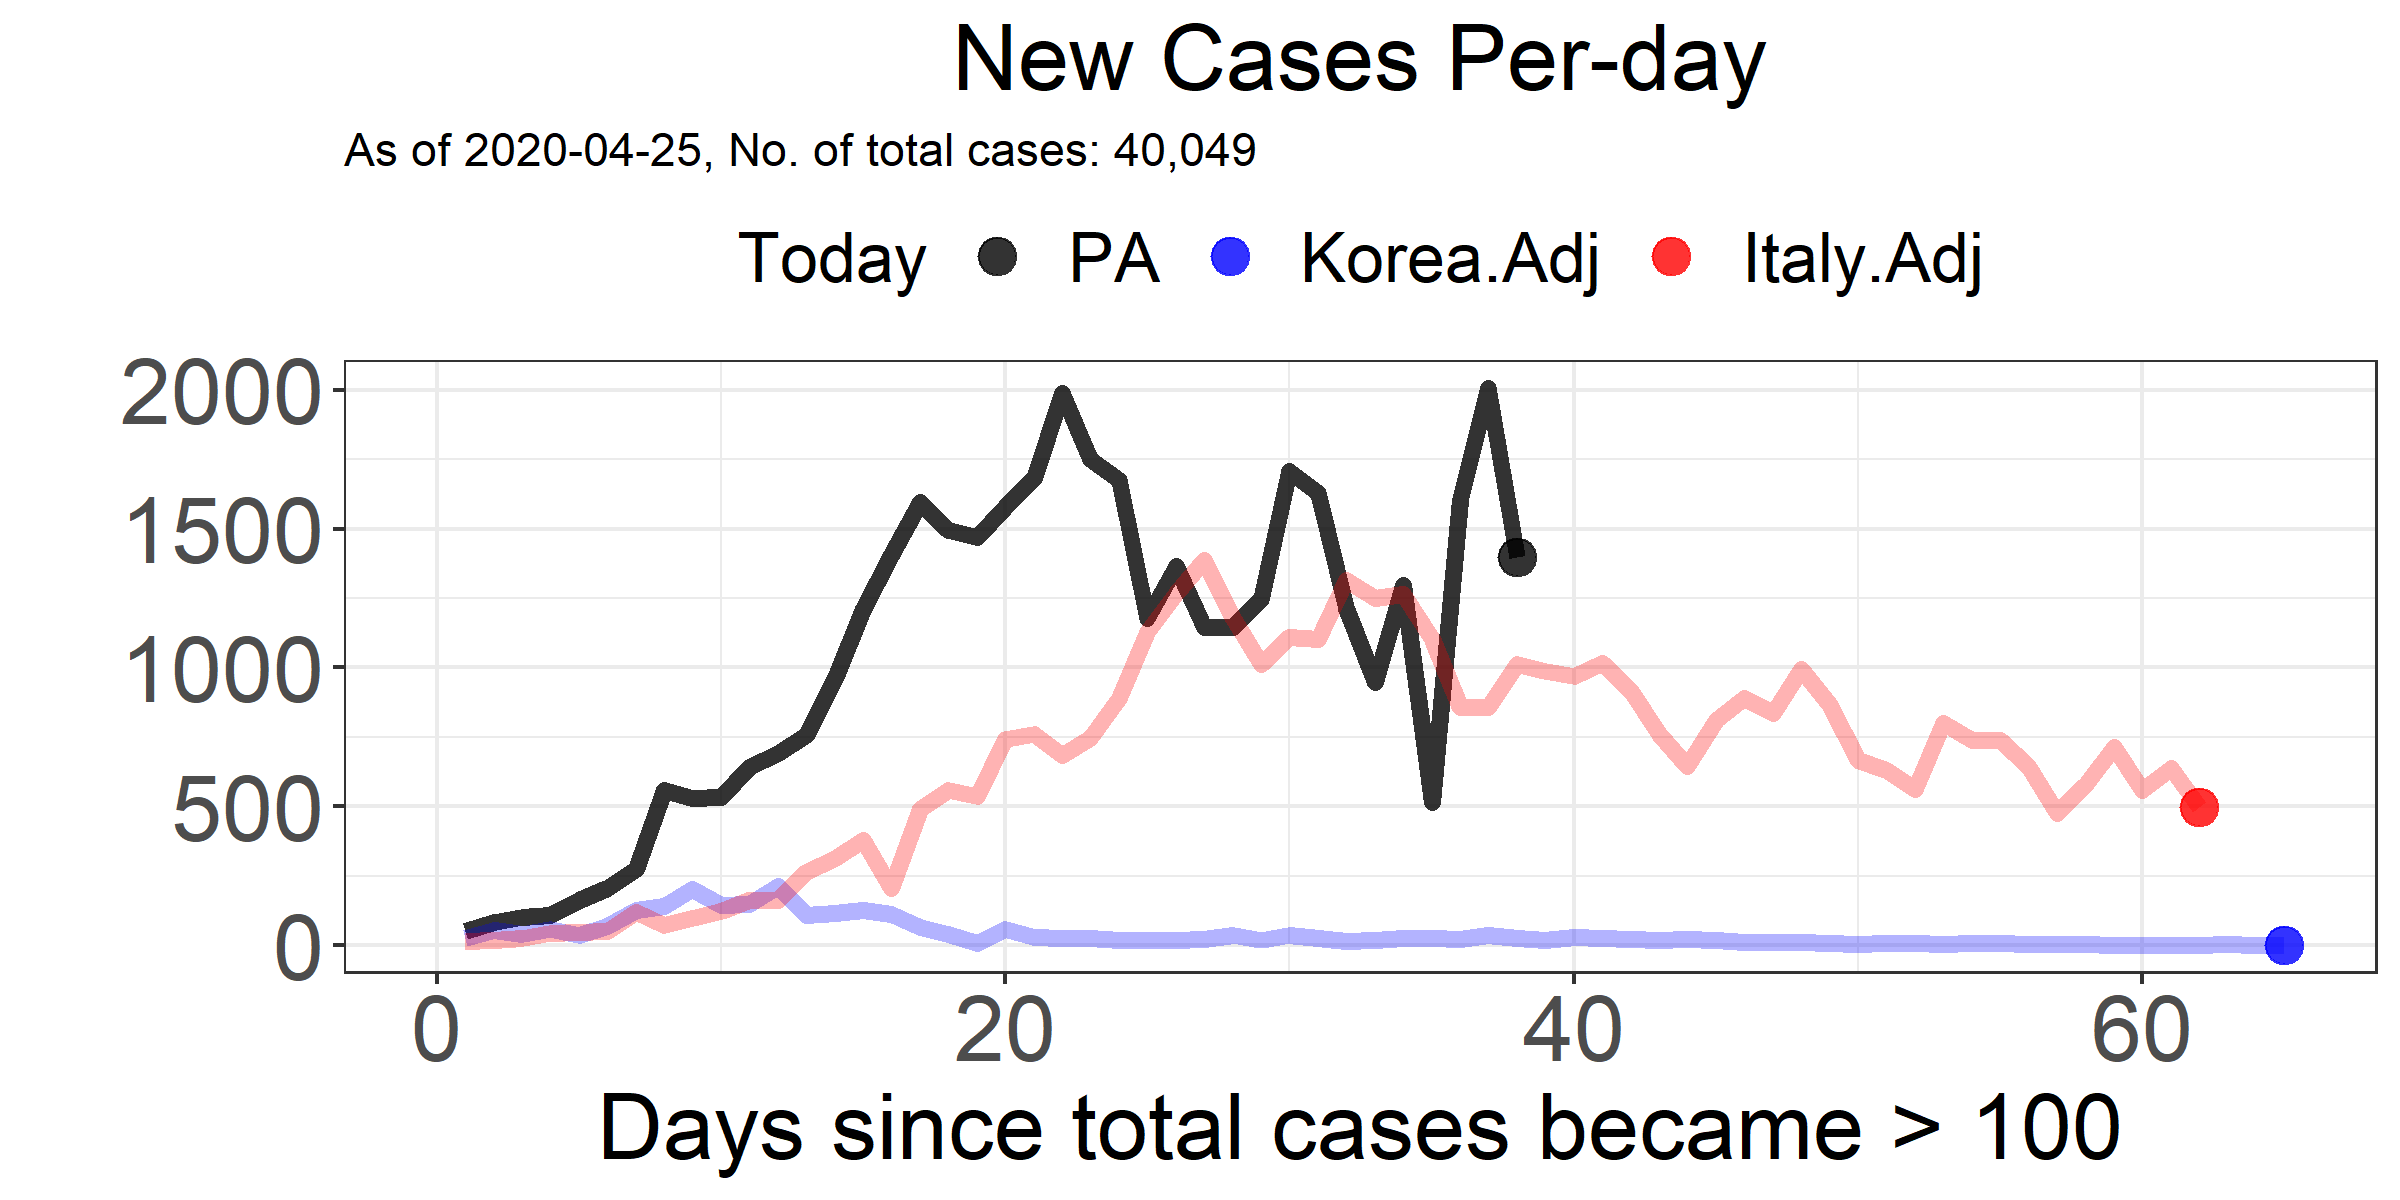 New Cases Per-day
As of 2020-04-25, No. of total cases: 40,049
Today PA Korea.Adj Italy.Adj
2000
1500
1000
500
0
0 20 40 60
Days since total cases became > 100